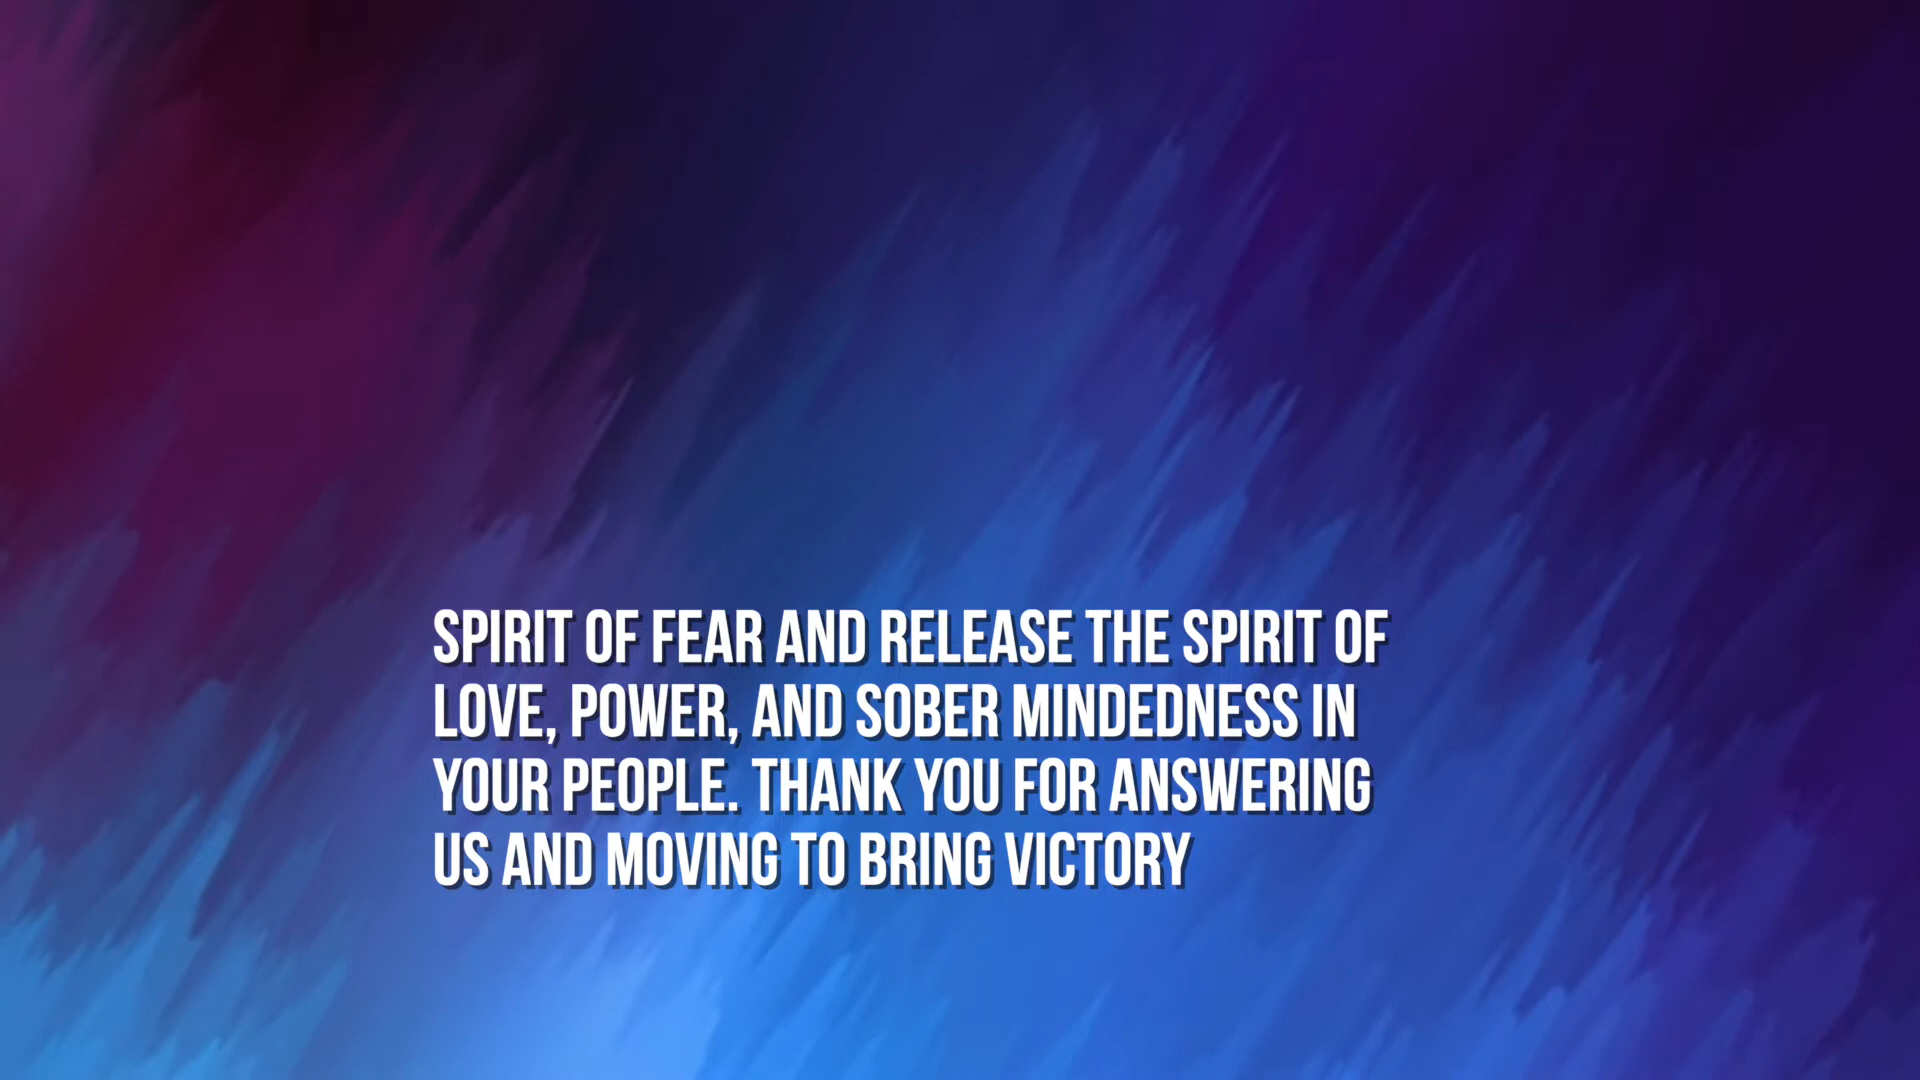 SPIRIT OF FEAR AND RELEASE THE SPIRIT OF
LOVE, POWER, AND SOBER MINDEDNESS IN
YOUR PEOPLE. THANK YOU FOR ANSWERING
US AND MOVING TO BRING VICTORY